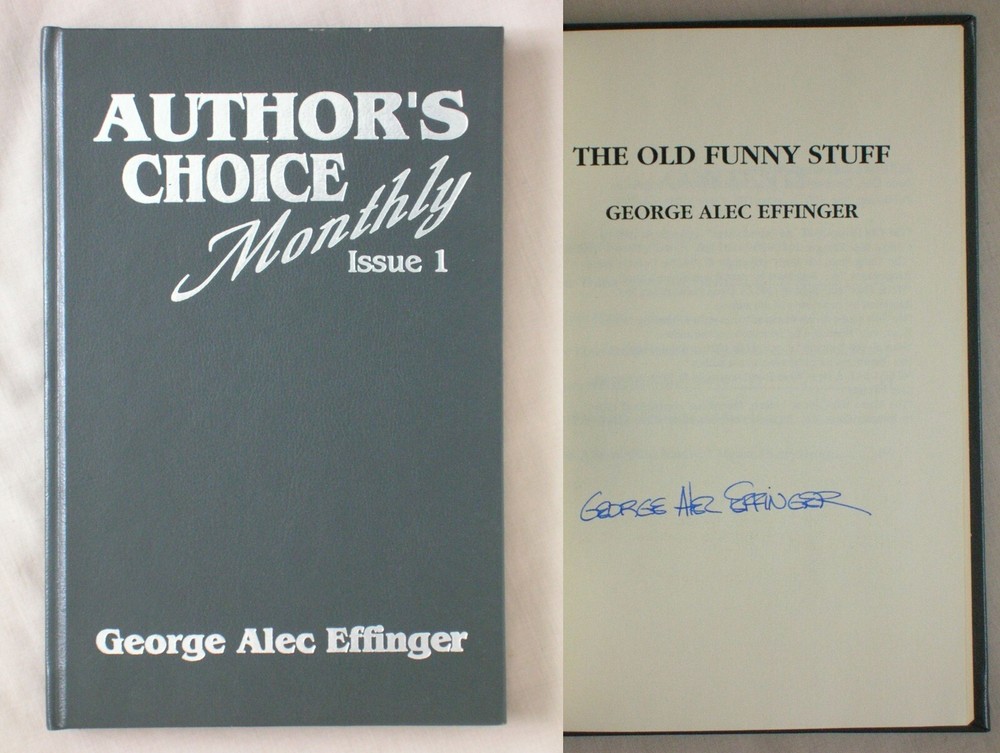 AUTHOR'S
CHOICE
Monthly
Issue 1
George Alec Effinger
THE OLD FUNNY STUFF
GEORGE ALEC EFFINGER
GEORGE ALEC EFFINGER